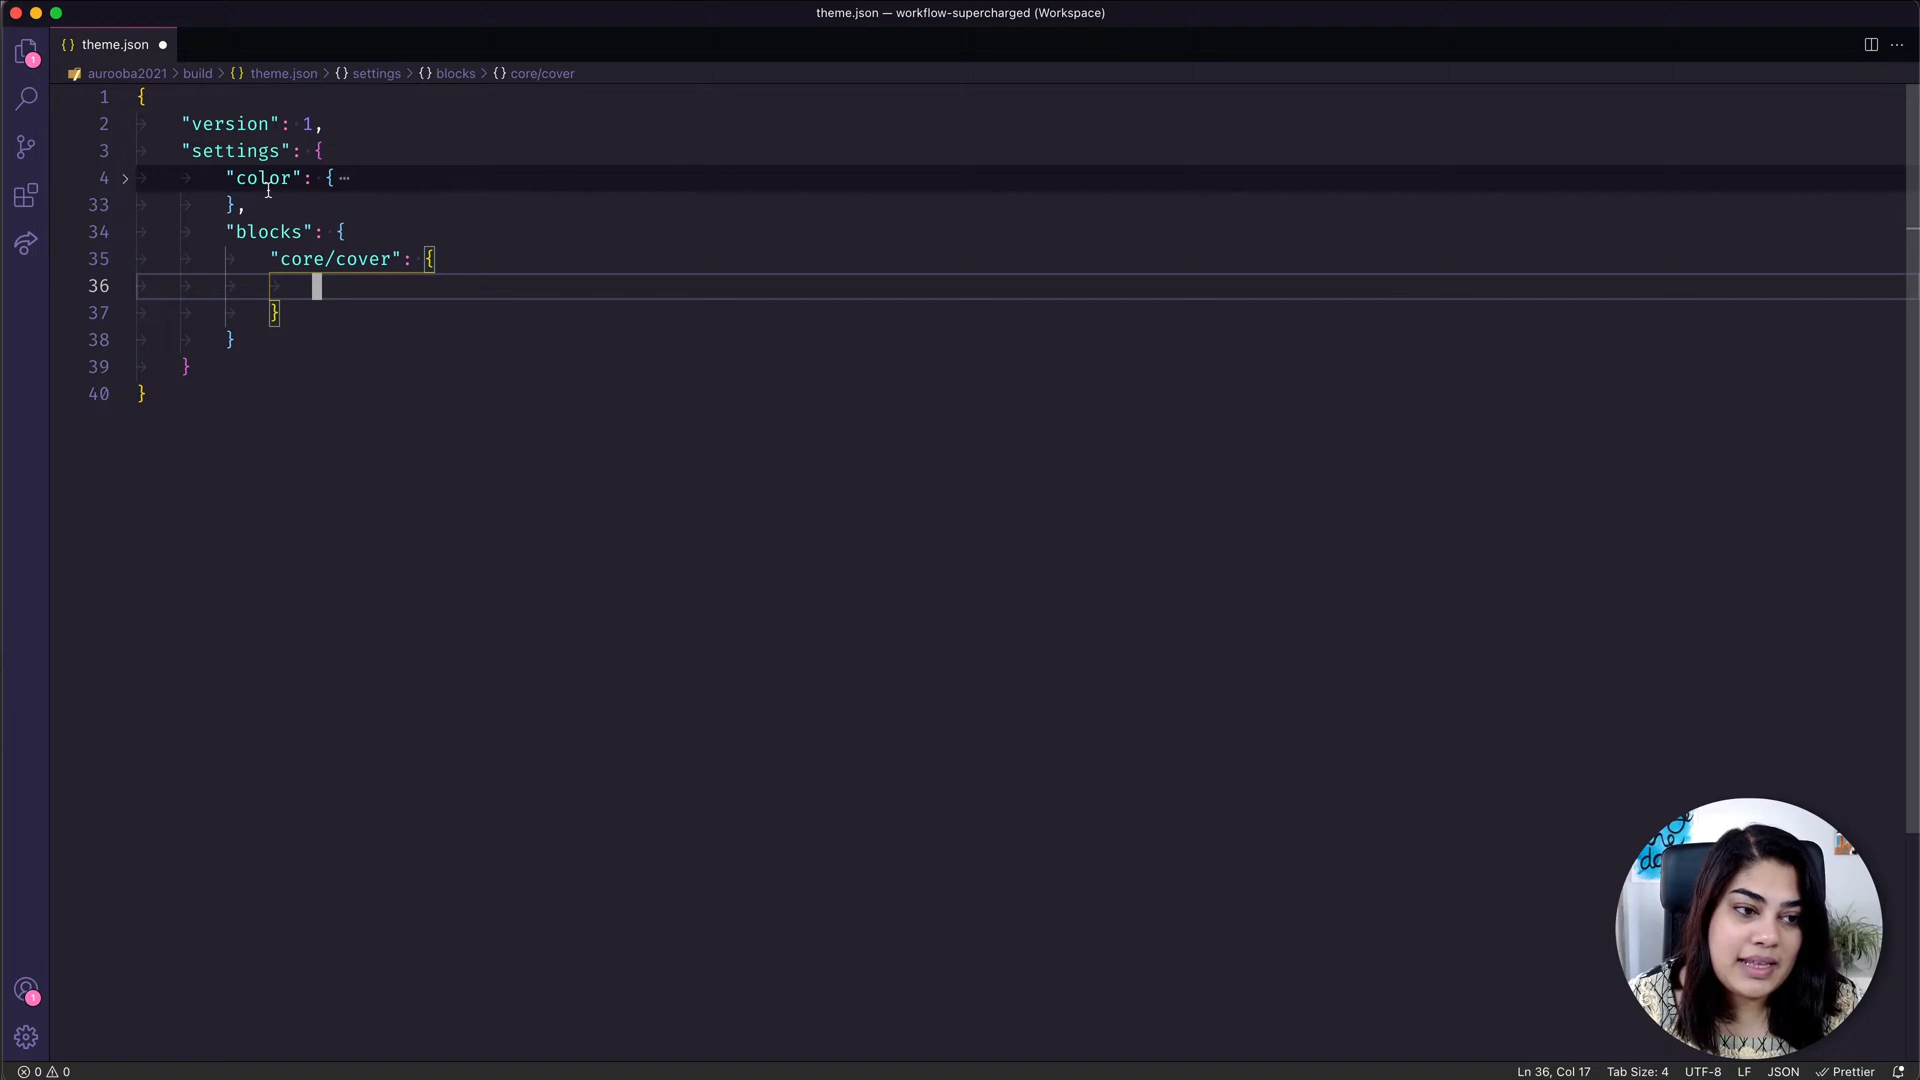 theme.json — workflow-supercharged (Workspace)
{} theme.json
aurooba2021 > build > {} theme.json > {} settings > {} blocks > {} core/cover
1 {
2 "version": 1,
3 "settings": {
4 "color": { ⋯
33 },
34 "blocks": {
35 "core/cover": {
36
37 }
38 }
39 }
40 }
1
1
0 0
Ln 36, Col 17 Tab Size: 4 UTF-8 LF JSON Prettier